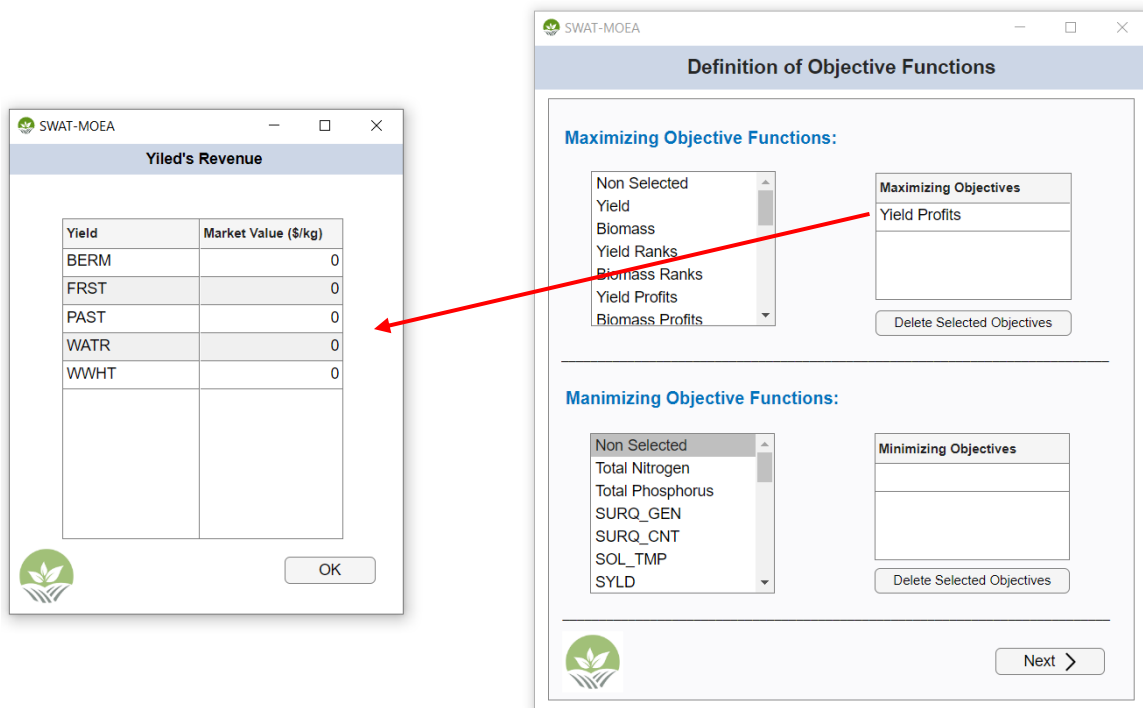 SWAT-MOEA
Yiled's Revenue
Yield Market Value ($/kg)
BERM 0
FRST 0
PAST 0
WATR 0
WWHT 0
OK
SWAT-MOEA
Definition of Objective Functions
Maximizing Objective Functions:
Non Selected
Yield
Biomass
Yield Ranks
Biomass Ranks
Yield Profits
Biomass Profits
Maximizing Objectives
Yield Profits
Delete Selected Objectives
Manimizing Objective Functions:
Non Selected
Total Nitrogen
Total Phosphorus
SURQ_GEN
SURQ_CNT
SOL_TMP
SYLD
Minimizing Objectives
Delete Selected Objectives
Next